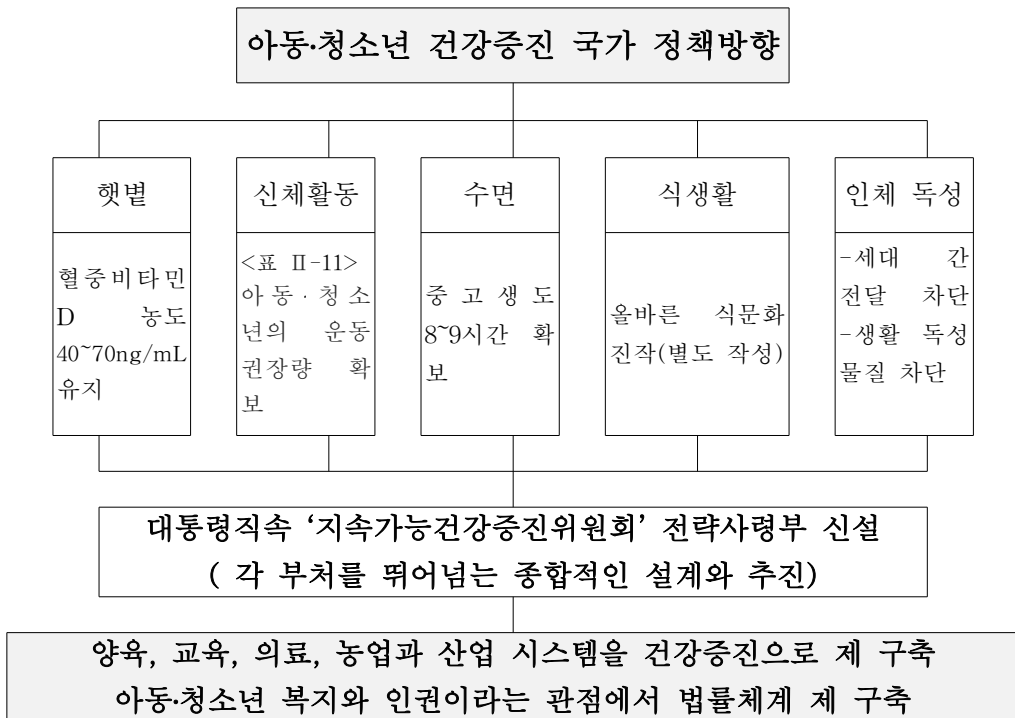 아동·청소년 건강증진 국가 정책방향
햇볕
혈중비타민
D 농도
40~70ng/mL
유지
신체활동
<표 Ⅱ-11>
아동·청소
년의 운동
권장량 확
보
수면
중고생도
8~9시간 확
보
식생활
올바른 식문화
진작(별도 작성)
인체 독성
-세대 간
전달 차단
-생활 독성
물질 차단
대통령직속 ‘지속가능건강증진위원회’ 전략사령부 신설
( 각 부처를 뛰어넘는 종합적인 설계와 추진)
양육, 교육, 의료, 농업과 산업 시스템을 건강증진으로 제 구축
아동·청소년 복지와 인권이라는 관점에서 법률체계 제 구축